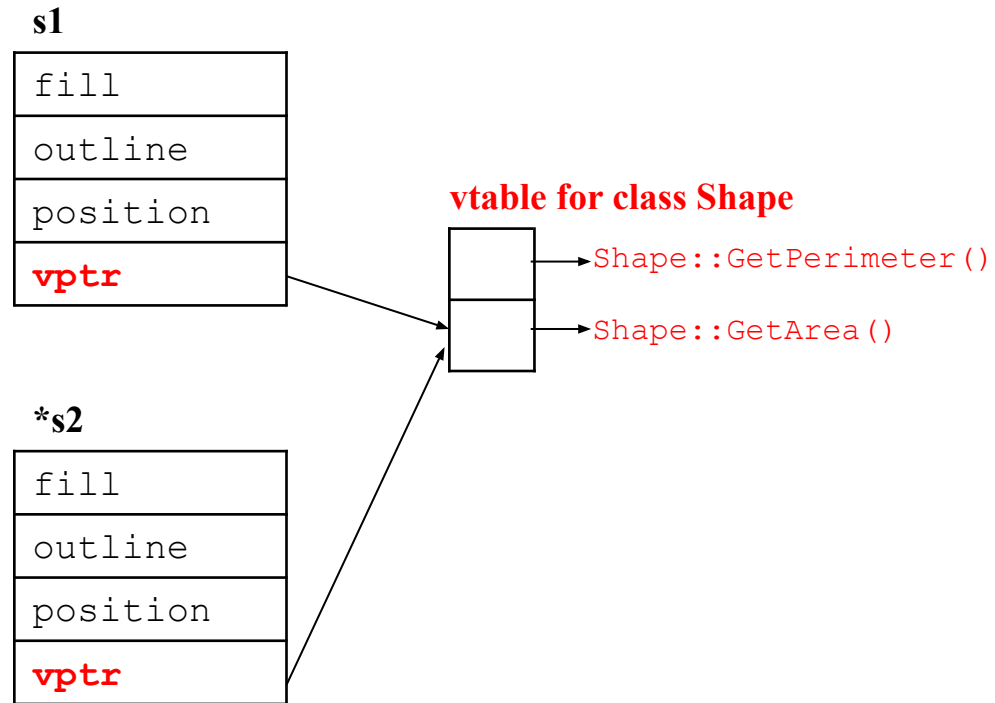 s1
fill
outline
position
vptr
vtable for class Shape
Shape::GetPerimeter()
Shape::GetArea()
*s2
fill
outline
position
vptr